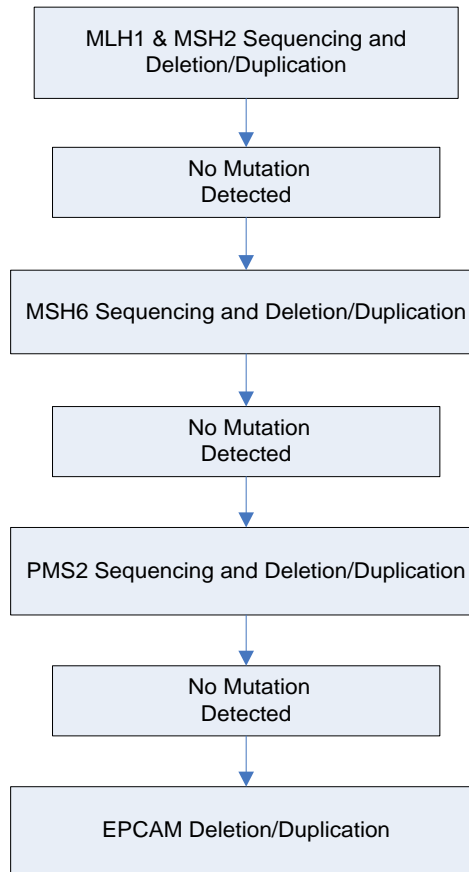 MLH1 & MSH2 Sequencing and
Deletion/Duplication
No Mutation
Detected
MSH6 Sequencing and Deletion/Duplication
No Mutation
Detected
PMS2 Sequencing and Deletion/Duplication
No Mutation
Detected
EPCAM Deletion/Duplication